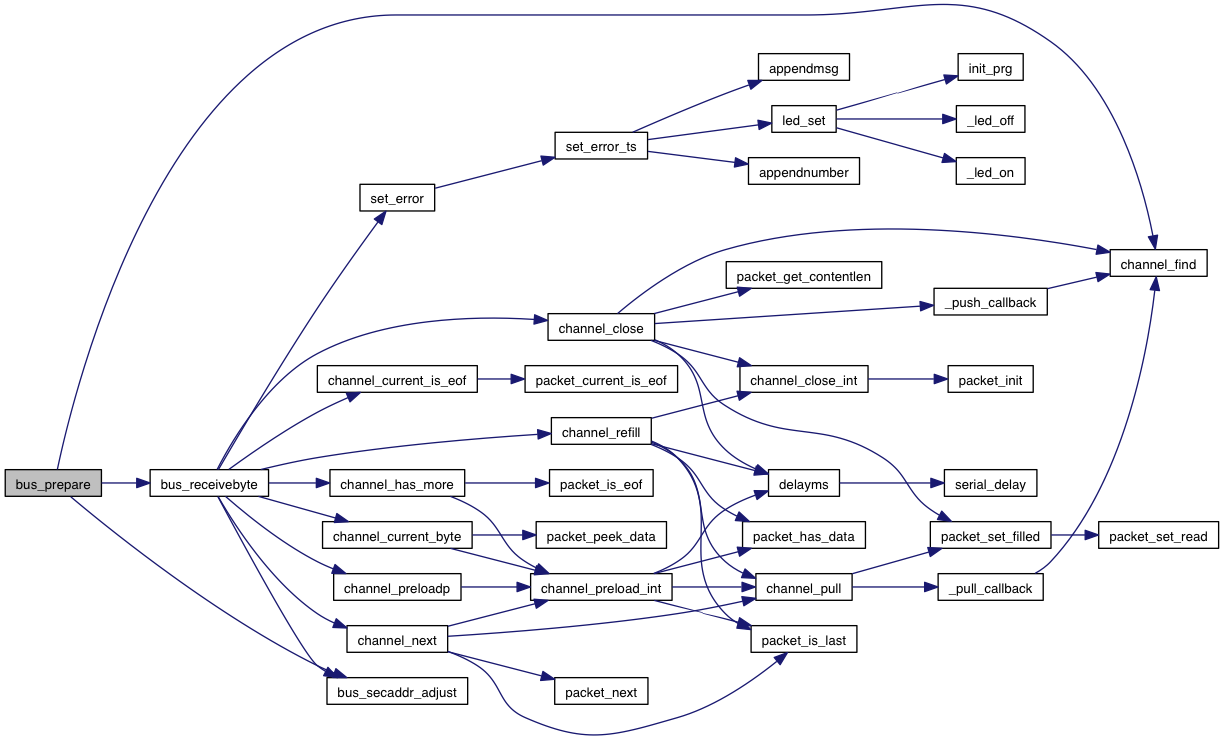 appendmsg
init_prg
led_set
_led_off
set_error_ts
appendnumber
_led_on
set_error
channel_find
packet_get_contentlen
_push_callback
channel_close
channel_current_is_eof
packet_current_is_eof
channel_close_int
packet_init
channel_refill
bus_prepare
bus_receivebyte
channel_has_more
packet_is_eof
delayms
serial_delay
channel_current_byte
packet_peek_data
packet_has_data
packet_set_filled
packet_set_read
channel_preloadp
channel_preload_int
channel_pull
_pull_callback
channel_next
packet_is_last
bus_secaddr_adjust
packet_next